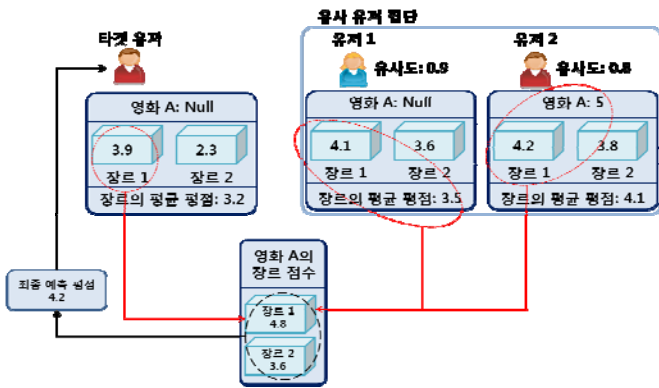 유사 유저 집단
타겟 유저
유저 1
유사도: 0.9
유저 2
유사도: 0.8
영화 A: Null
3.9
2.3
장르 1
장르 2
장르의 평균 평점: 3.2
영화 A: Null
4.1
3.6
장르 1
장르 2
장르의 평균 평점: 3.5
영화 A: 5
4.2
3.8
장르 1
장르 2
장르의 평균 평점: 4.1
영화 A의
장르 점수
장르 1
4.8
장르 2
3.6
최종 예측 평점
4.2